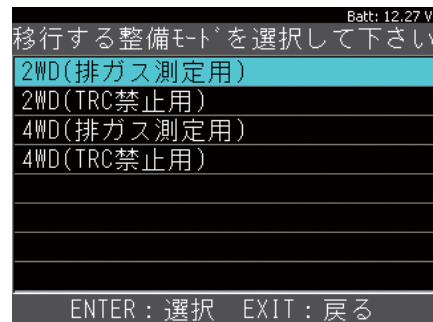 Batt: 12.27 V
移行する整備ﾓｰﾄﾞを選択して下さい
2WD(排ガス測定用)
2WD(TRC禁止用)
4WD(排ガス測定用)
4WD(TRC禁止用)
ENTER：選択　EXIT：戻る